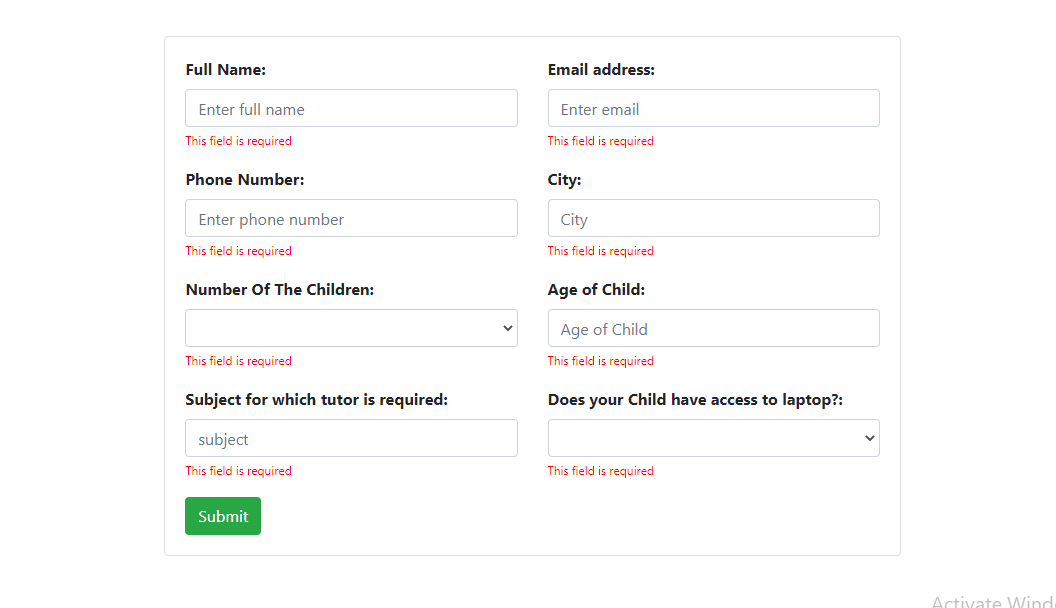 Full Name: Email address:
Enter full name Enter email
This field is required This field is required
Phone Number: City:
Enter phone number City
This field is required This field is required
Number Of The Children: Age of Child:
Age of Child
This field is required This field is required
Subject for which tutor is required: Does your Child have access to laptop?:
subject
This field is required This field is required
Submit
Activate